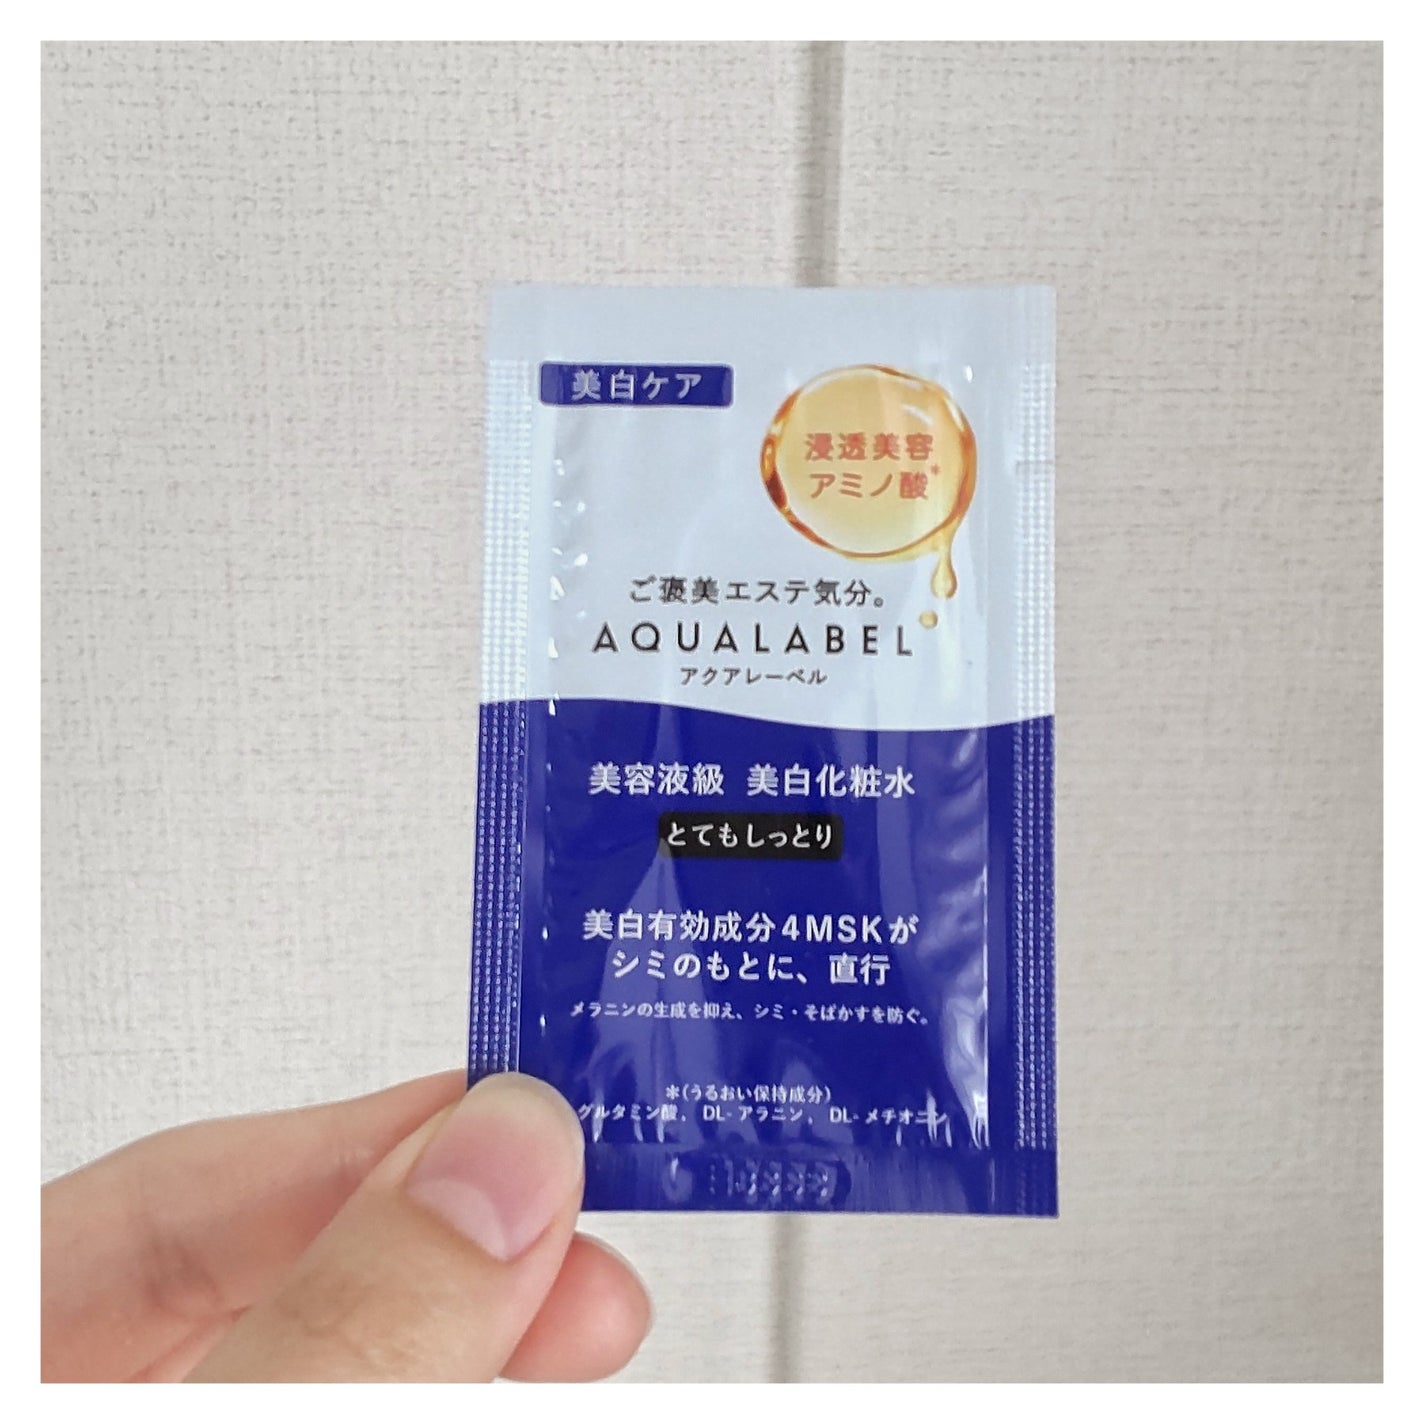 美白ケア
浸透美容
アミノ酸*
ご褒美エステ気分。
AQUALABEL
アクアレーベル
美容液級 美白化粧水
とてもしっとり
美白有効成分4MSKが
シミのもとに、直行
メラニンの生成を抑え、シミ・そばかすを防ぐ。
*(うるおい保持成分)
グルタミン酸、DL-アラニン、DL-メチオニン